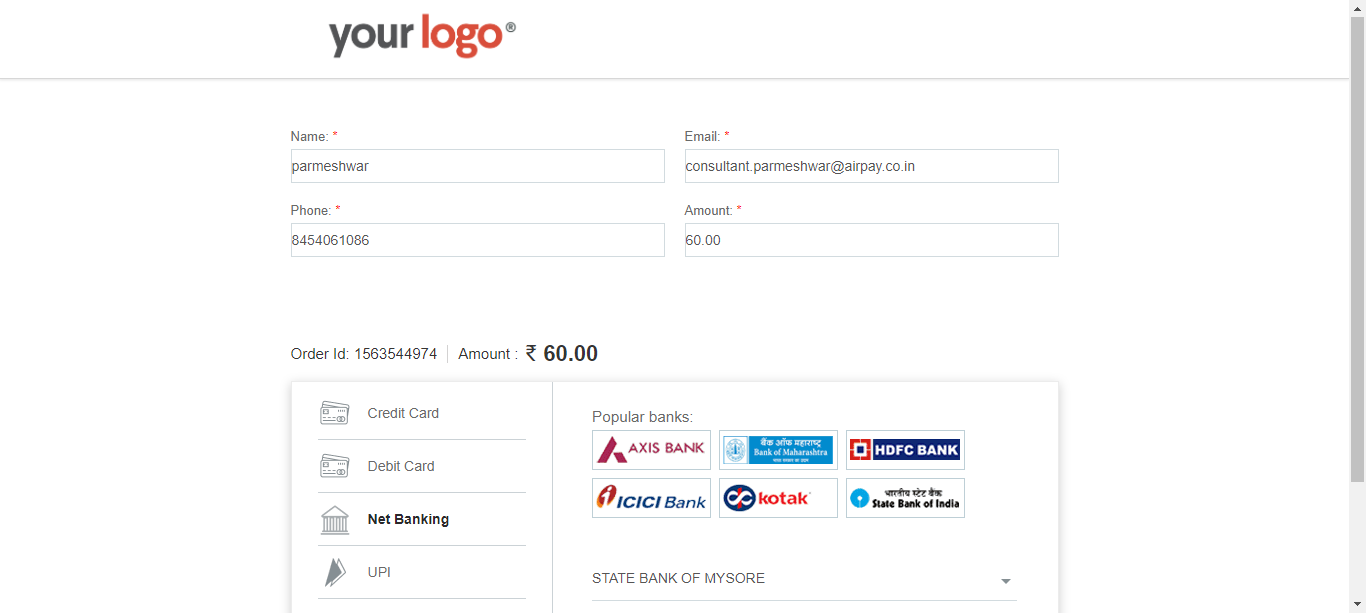 your logo®
Name: * Email: *
parmeshwar consultant.parmeshwar@airpay.co.in
Phone: * Amount: *
8454061086 60.00
Order Id: 1563544974 Amount : ₹ 60.00
Credit Card
Debit Card
Net Banking
UPI
Popular banks:
AXIS BANK
बैंक ऑफ महाराष्ट्र
Bank of Maharashtra
HDFC BANK
ICICI Bank
kotak
भारतीय स्टेट बैंक
State Bank of India
STATE BANK OF MYSORE